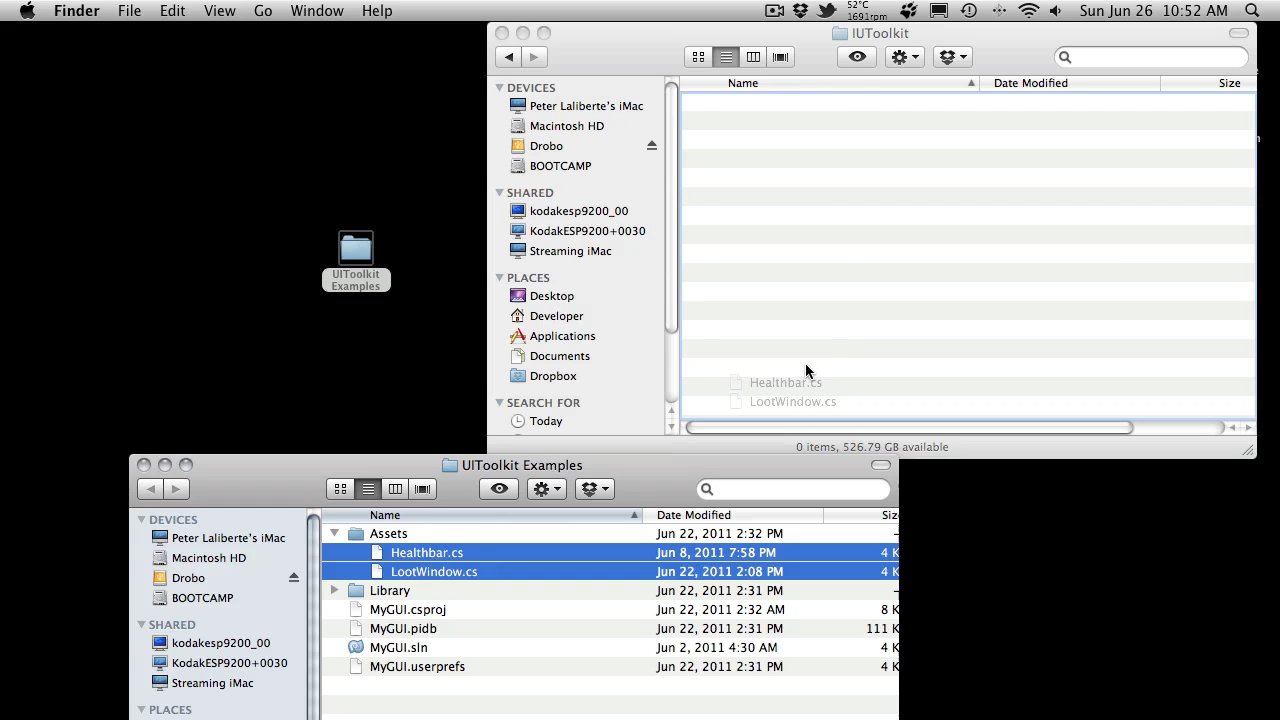 Finder File Edit View Go Window Help 52°C 1691rpm Sun Jun 26 10:52 AM
IUToolkit
Name Date Modified Size
DEVICES
Peter Laliberte's iMac
Macintosh HD
Drobo
BOOTCAMP
SHARED
kodakesp9200_00
KodakESP9200+0030
Streaming iMac
PLACES
Desktop
Developer
Applications
Documents
Dropbox
SEARCH FOR
Today
Healthbar.cs
LootWindow.cs
0 items, 526.79 GB available
UIToolkit
Examples
UIToolkit Examples
Name Date Modified Siz
DEVICES
Peter Laliberte's iMac
Macintosh HD
Drobo
BOOTCAMP
SHARED
kodakesp9200_00
KodakESP9200+0030
Streaming iMac
PLACES
Assets Jun 22, 2011 2:32 PM –
Healthbar.cs Jun 8, 2011 7:58 PM 4 K
LootWindow.cs Jun 22, 2011 2:08 PM 4 K
Library Jun 22, 2011 2:31 PM –
MyGUI.csproj Jun 22, 2011 2:32 AM 8 K
MyGUI.pidb Jun 22, 2011 2:31 PM 111 K
MyGUI.sln Jun 2, 2011 4:30 AM 4 K
MyGUI.userprefs Jun 22, 2011 2:31 PM 4 K